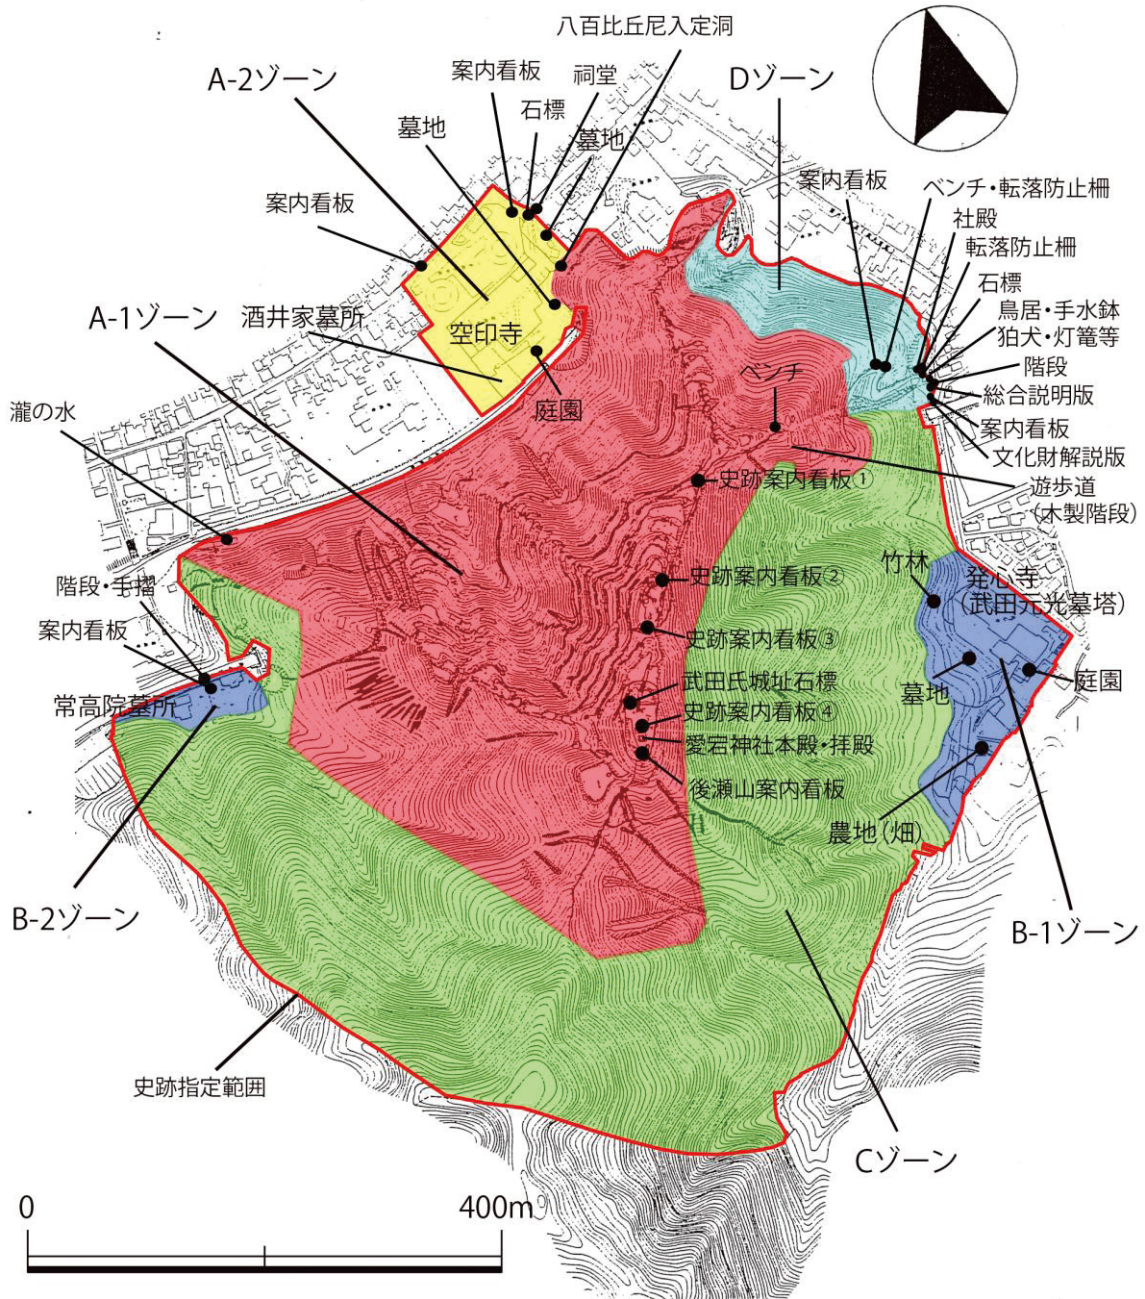 八百比丘尼入定洞
A-2ゾーン
案内看板
祠堂
Dゾーン
石標
墓地
墓地
案内看板
ベンチ・転落防止柵
案内看板
社殿
転落防止柵
石標
鳥居・手水鉢
狛犬・灯篭等
階段
総合説明版
案内看板
文化財解説版
遊歩道
(木製階段)
A-1ゾーン
酒井家墓所
空印寺
庭園
ベンチ
瀧の水
史跡案内看板①
史跡案内看板②
竹林
発心寺
(武田元光墓塔)
階段・手摺
案内看板
史跡案内看板③
常高院墓所
武田氏城址石標
墓地
庭園
史跡案内看板④
愛宕神社本殿・拝殿
後瀬山案内看板
農地(畑)
B-2ゾーン
B-1ゾーン
史跡指定範囲
Cゾーン
0
400m